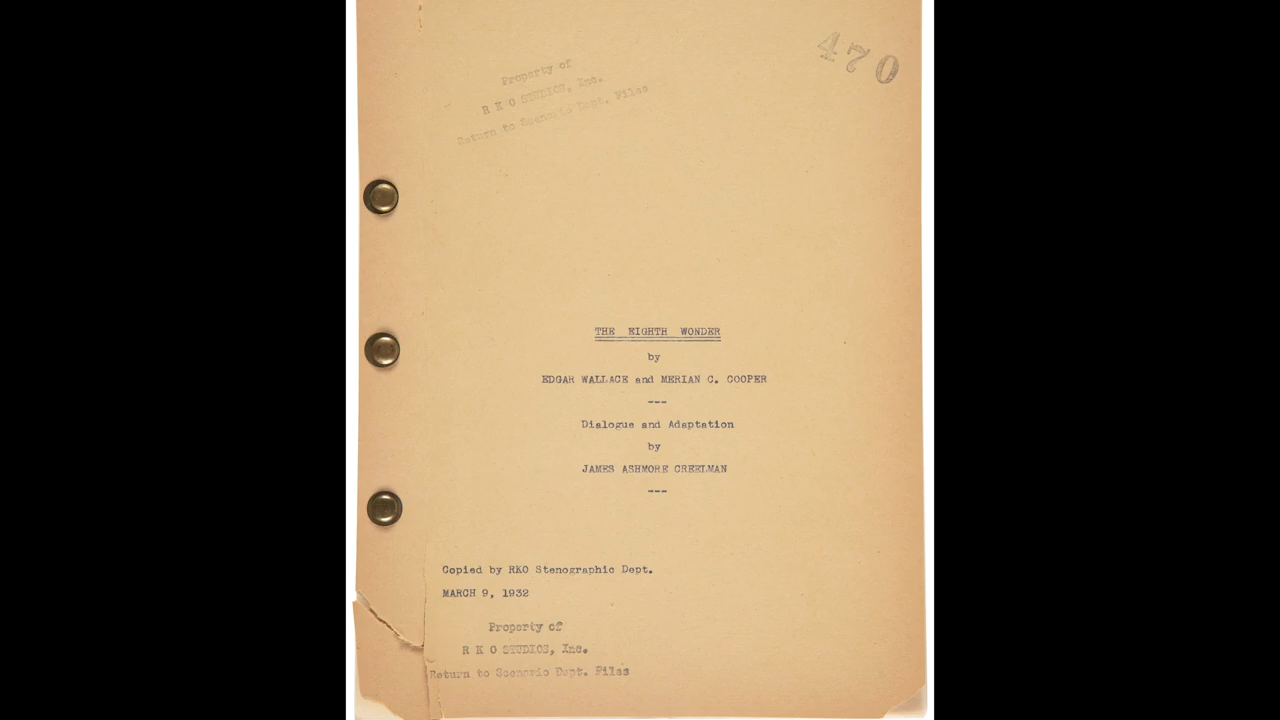 470
Property of
R K O STUDIOS, Inc.
Return to Scenario Dept. Files
THE EIGHTH WONDER
by
EDGAR WALLACE and MERIAN C. COOPER
---
Dialogue and Adaptation
by
JAMES ASHMORE CREELMAN
---
Copied by RKO Stenographic Dept.
MARCH 9, 1932
Property of
R K O STUDIOS, Inc.
Return to Scenario Dept. Files